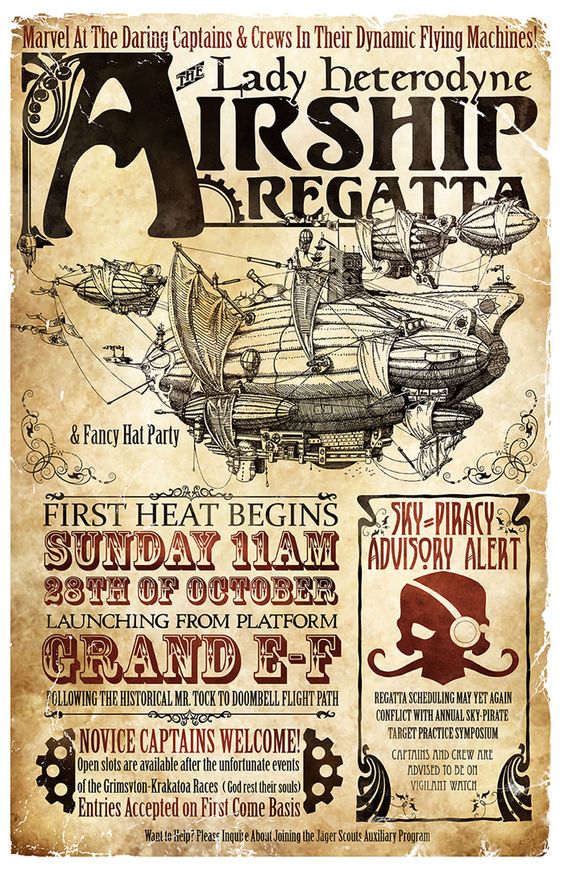 Marvel At The Daring Captains & Crews In Their Dynamic Flying Machines!
THE Lady Heterodyne
AIRSHIP
REGATTA
& Fancy Hat Party
FIRST HEAT BEGINS
SUNDAY 11AM
28TH OF OCTOBER
LAUNCHING FROM PLATFORM
GRAND E-F
FOLLOWING THE HISTORICAL MR. TOCK TO DOOMBELL FLIGHT PATH
NOVICE CAPTAINS WELCOME!
Open slots are available after the unfortunate events
of the Grimsvton-Krakatoa Races (God rest their souls)
Entries Accepted on First Come Basis
SKY=PIRACY
ADVISORY ALERT
REGATTA SCHEDULING MAY YET AGAIN
CONFLICT WITH ANNUAL SKY-PIRATE
TARGET PRACTICE SYMPOSIUM
CAPTAINS AND CREW ARE
ADVISED TO BE ON
VIGILANT WATCH
Want to Help? Please Inquire About Joining the Jäger Scouts Auxiliary Program